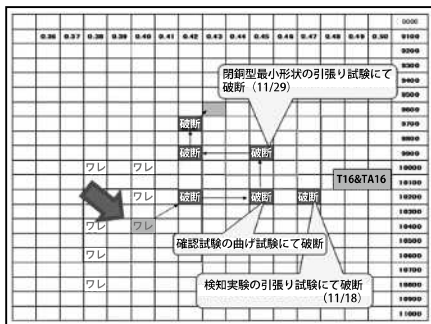 0.36 0.37 0.38 0.39 0.40 0.41 0.42 0.43 0.44 0.45 0.46 0.47 0.48 0.49 0.50 9100
9200
9300
閉鋼型最小形状の引張り試験にて
9400
破断（11/29）
9500
9600
破断 9700
9800
破断 破断 9900
ワレ ワレ 10000
T16&TA16 10100
ワレ 破断 破断 破断 10200
10300
ワレ ワレ 10400
確認試験の曲げ試験にて破断 10500
ワレ 10600
10700
ワレ 検知実験の引張り試験にて破断 10800
(11/18)
10900
11000